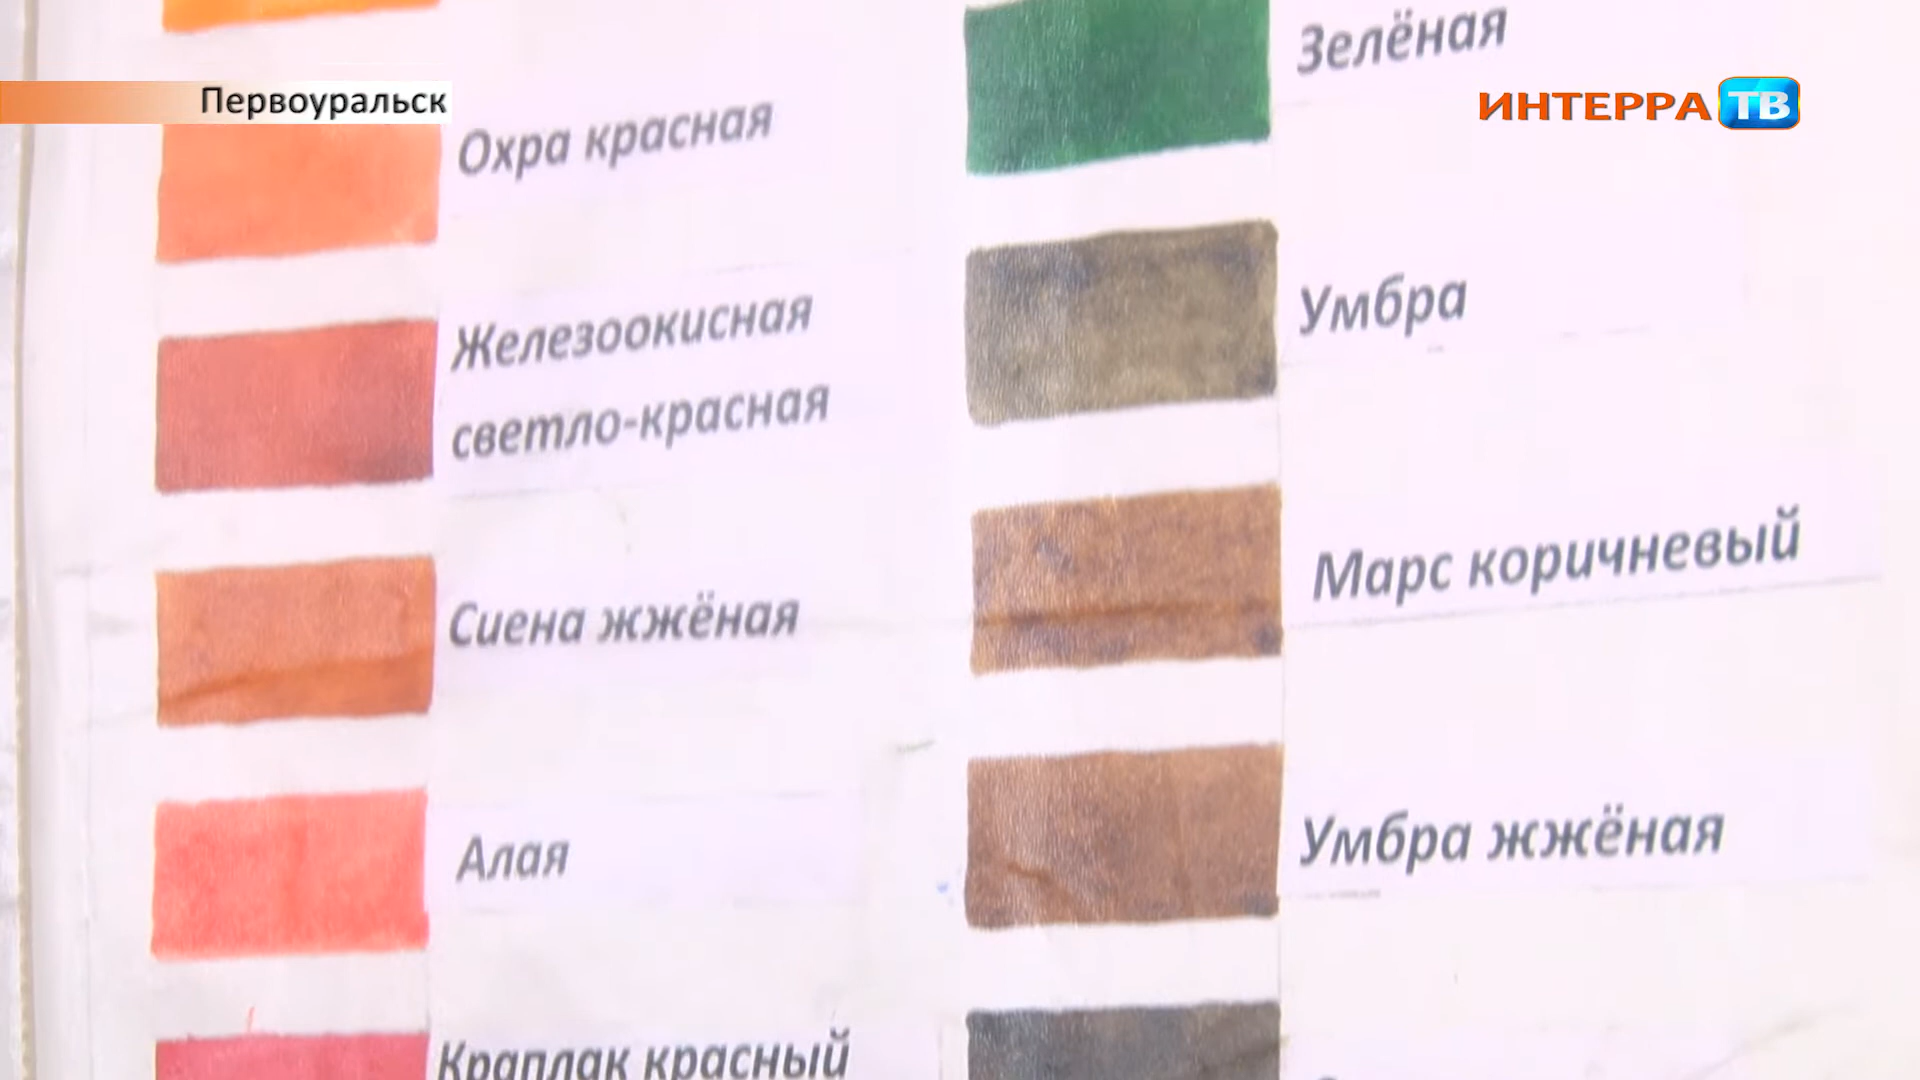 Первоуральск
ИНТЕРРА ТВ
Охра красная
Железоокисная
светло-красная
Сиена жжёная
Алая
Краплак красный
Зелёная
Умбра
Марс коричневый
Умбра жжёная